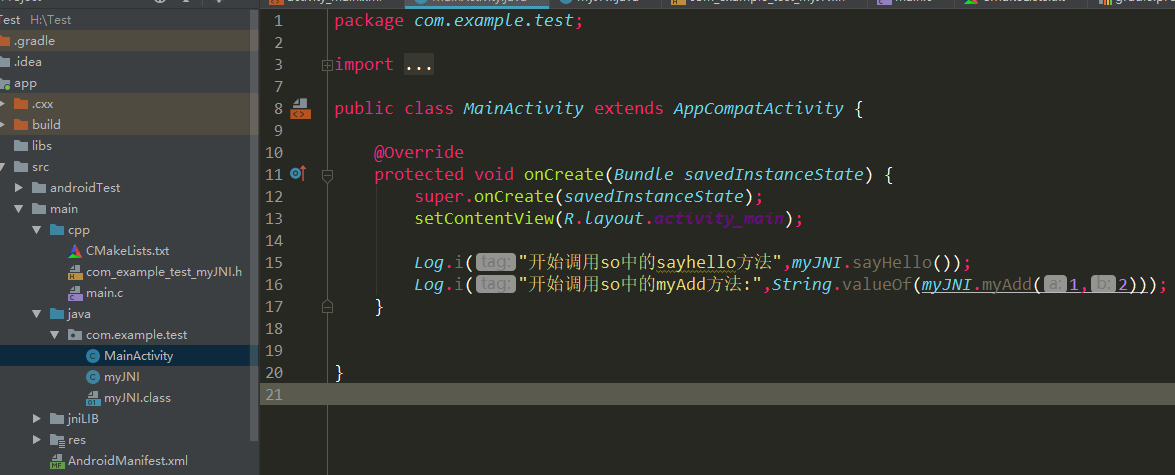 Test H:\Test
.gradle
.idea
app
.cxx
build
libs
src
androidTest
main
cpp
CMakeLists.txt
com_example_test_myJNI.h
main.c
java
com.example.test
MainActivity
myJNI
myJNI.class
jniLIB
res
AndroidManifest.xml
1 package com.example.test;
2
3 import ...
7
8 public class MainActivity extends AppCompatActivity {
9
10 @Override
11 protected void onCreate(Bundle savedInstanceState) {
12 super.onCreate(savedInstanceState);
13 setContentView(R.layout.activity_main);
14
15 Log.i( tag: "开始调用so中的sayhello方法",myJNI.sayHello());
16 Log.i( tag: "开始调用so中的myAdd方法:",String.valueOf(myJNI.myAdd( a: 1, b: 2)));
17 }
18
19
20 }
21